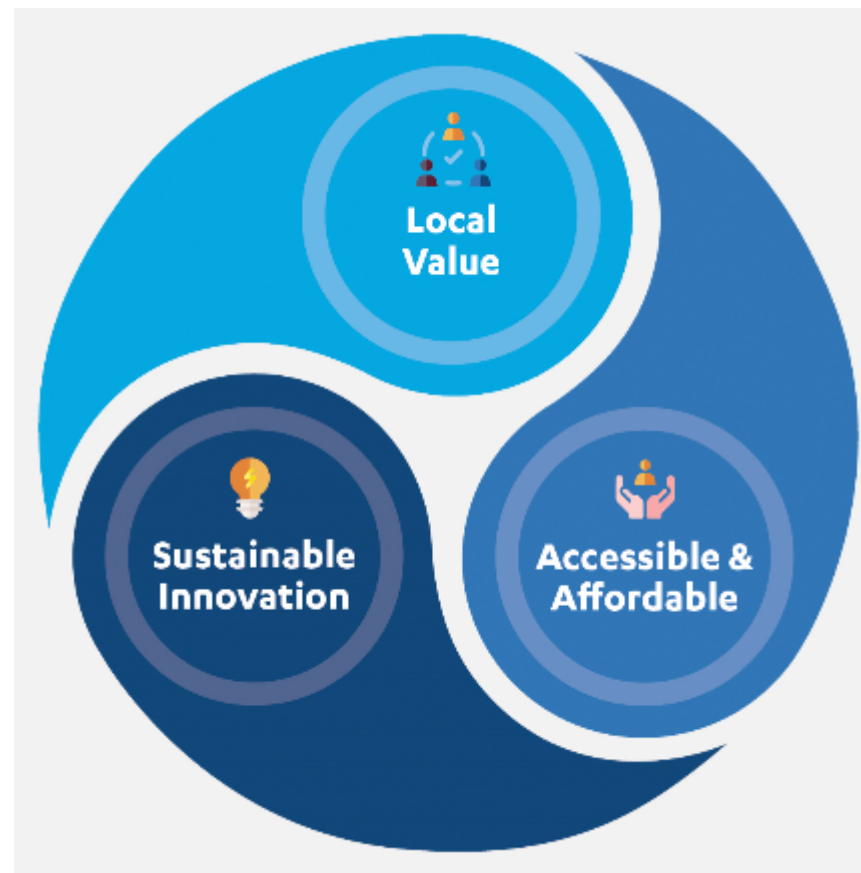 Local
Value
Sustainable
Innovation
Accessible &
Affordable